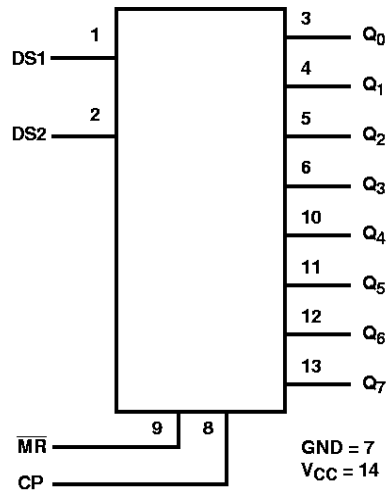 1
DS1
2
DS2
3
Q0
4
Q1
5
Q2
6
Q3
10
Q4
11
Q5
12
Q6
13
Q7
9
8
MR
CP
GND = 7
VCC = 14